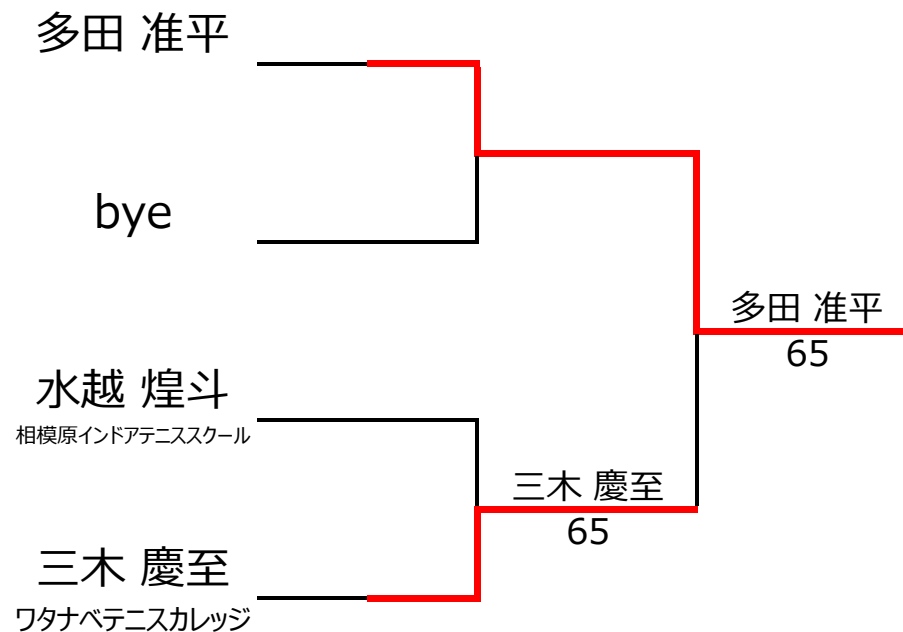 多田 准平
bye
水越 煌斗
相模原インドアテニススクール
三木 慶至
ワタナベテニスカレッジ
三木 慶至
65
多田 准平
65